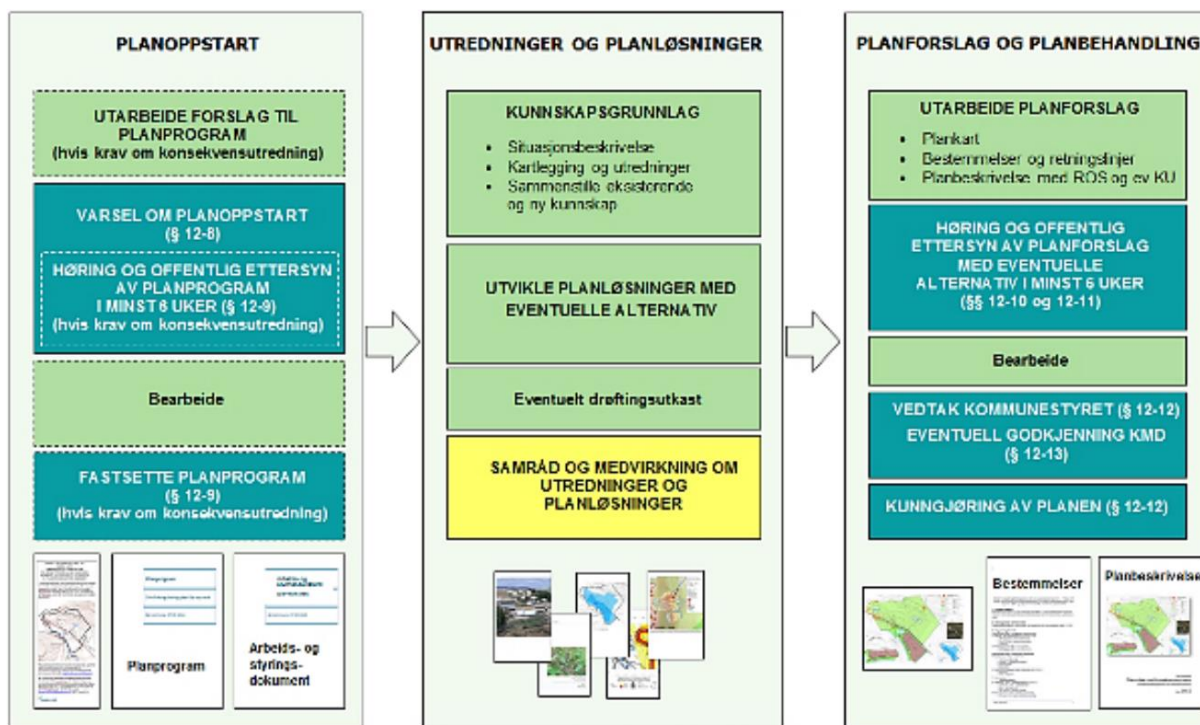 PLANOPPSTART
UTARBEIDE FORSLAG TIL
PLANPROGRAM
(hvis krav om konsekvensutredning)
VARSEL OM PLANOPPSTART
(§ 12-8)
HØRING OG OFFENTLIG ETTERSYN
AV PLANPROGRAM
I MINST 6 UKER (§ 12-9)
(hvis krav om konsekvensutredning)
Bearbeide
FASTSETTE PLANPROGRAM
(§ 12-9)
(hvis krav om konsekvensutredning)
Planprogram
Arbeids- og
styrings-
dokument
UTREDNINGER OG PLANLØSNINGER
KUNNSKAPSGRUNNLAG
• Situasjonsbeskrivelse
• Kartlegging og utredninger
• Sammenstille eksisterende
og ny kunnskap
UTVIKLE PLANLØSNINGER MED
EVENTUELLE ALTERNATIV
Eventuelt drøftingsutkast
SAMRÅD OG MEDVIRKNING OM
UTREDNINGER OG
PLANLØSNINGER
PLANFORSLAG OG PLANBEHANDLING
UTARBEIDE PLANFORSLAG
• Plankart
• Bestemmelser og retningslinjer
• Planbeskrivelse med ROS og ev KU
HØRING OG OFFENTLIG
ETTERSYN AV PLANFORSLAG
MED EVENTUELLE
ALTERNATIV I MINST 6 UKER
(§§ 12-10 og 12-11)
Bearbeide
VEDTAK KOMMUNESTYRET (§ 12-12)
EVENTUELL GODKJENNING KMD
(§ 12-13)
KUNNGJØRING AV PLANEN (§ 12-12)
Bestemmelser
Planbeskrivelse